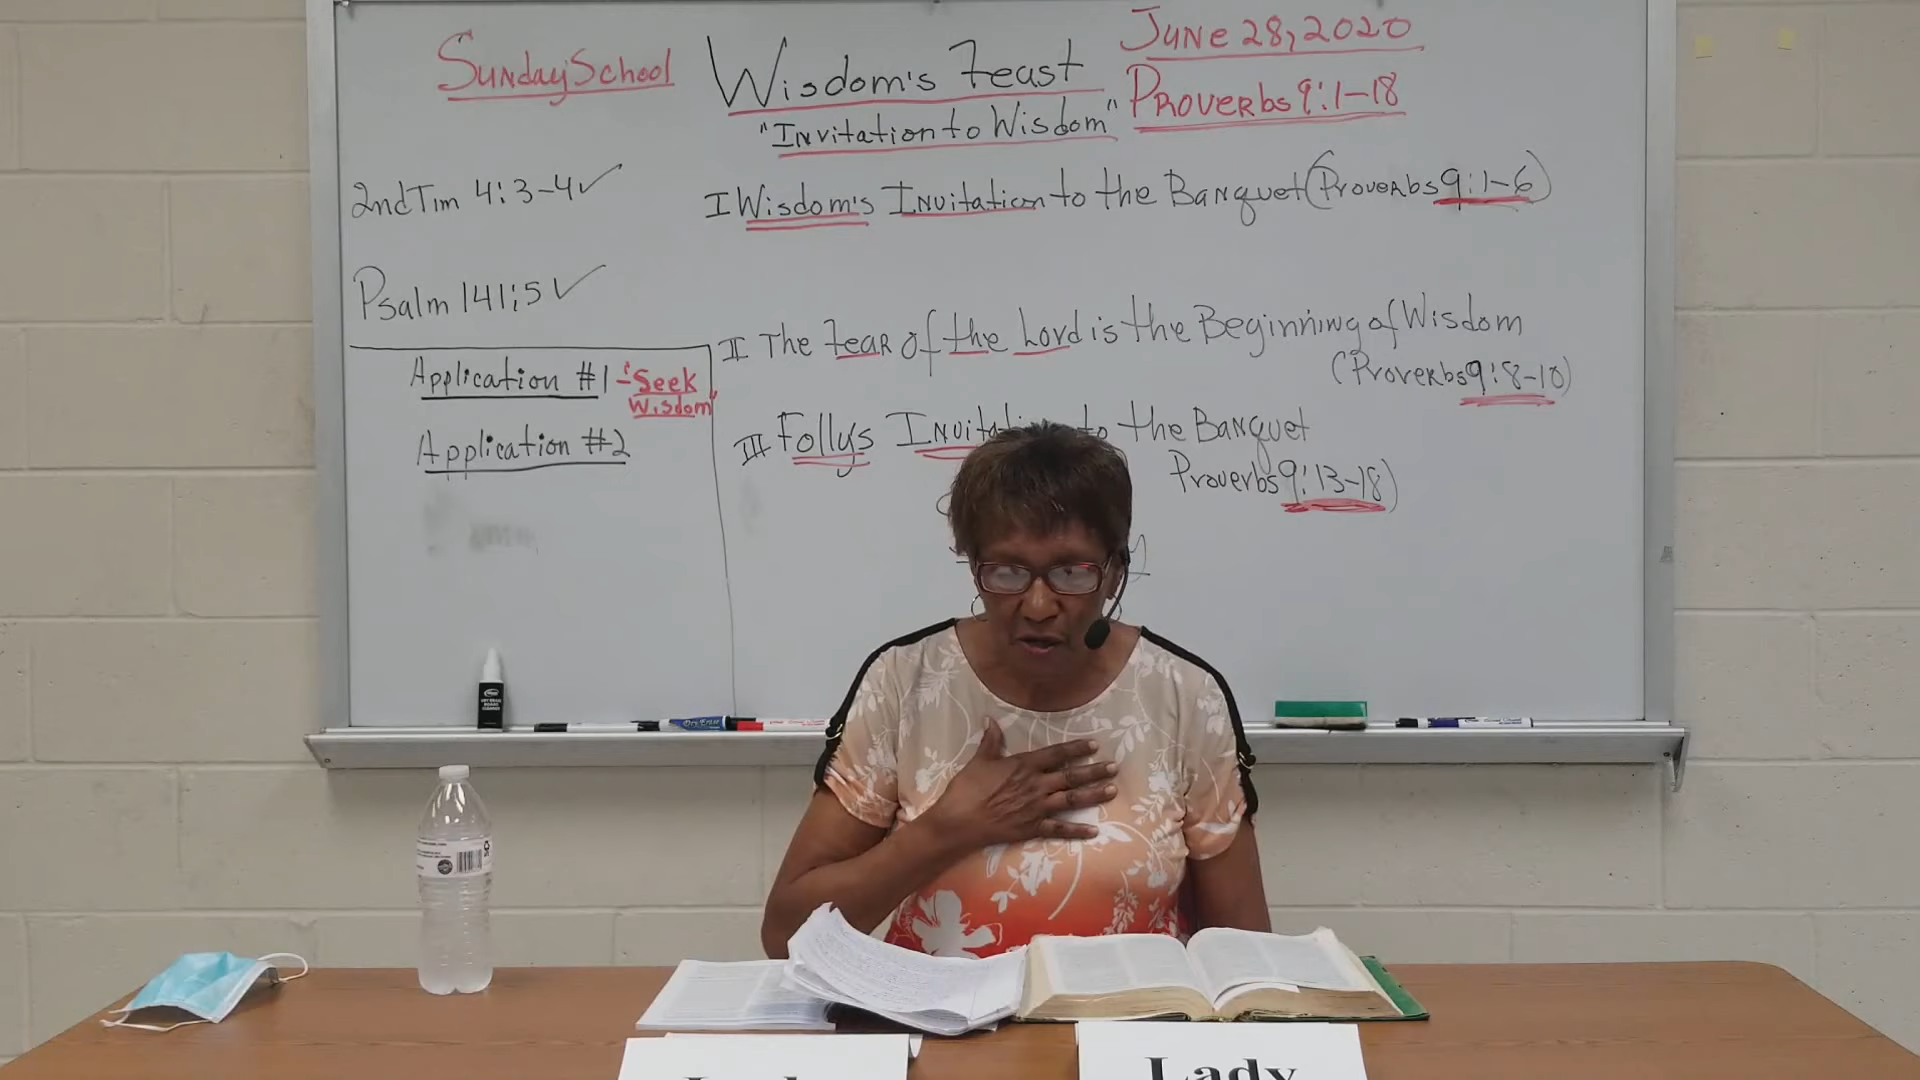 Sunday School
Wisdom's Feast
June 28, 2020
"Invitation to Wisdom"
Proverbs 9:1-18
2nd Tim 4:3-4✓
I Wisdom's Invitation to the Banquet (Proverbs 9:1-6)
Psalm 141:5✓
II The Fear of the Lord is the Beginning of Wisdom
(Proverbs 9:8-10)
Application #1 - "Seek
Wisdom"
Application #2
III Folly's to the Banquet
Proverbs 9:13-18)
Lady